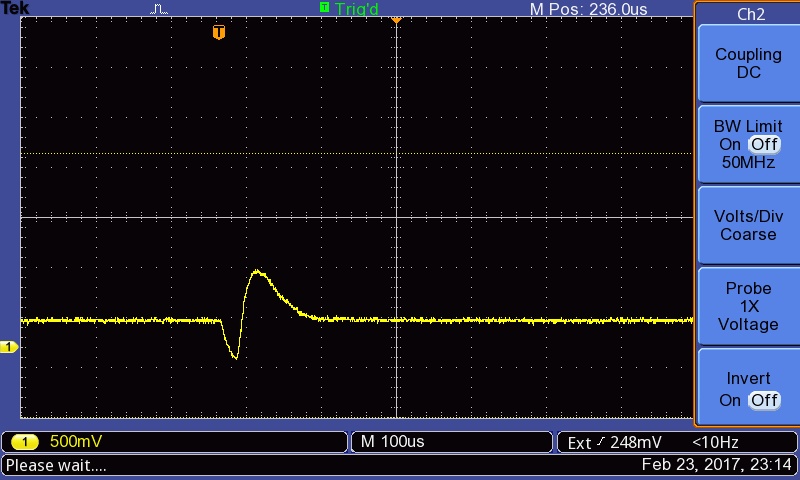 Tek
T Trig'd
M Pos: 236.0us
Ch2
T
Coupling
DC
BW Limit
On Off
50MHz
Volts/Div
Coarse
Probe
1X
Voltage
1
Invert
On Off
1 500mV
M 100us
Ext 248mV
<10Hz
Please wait....
Feb 23, 2017, 23:14